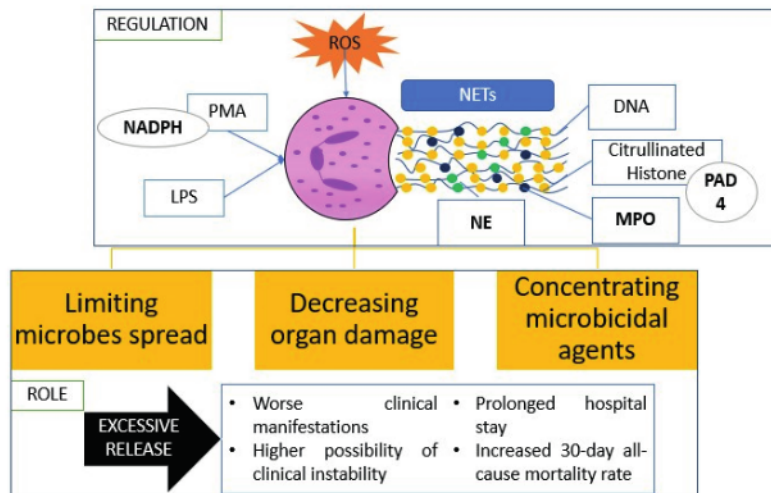 REGULATION
ROS
NETs
DNA
PMA
NADPH
Citrullinated
Histone
PAD
4
LPS
NE
MPO
Limiting
microbes spread
Decreasing
organ damage
Concentrating
microbicidal
agents
ROLE
EXCESSIVE
RELEASE
• Worse clinical
manifestations
• Higher possibility of
clinical instability
• Prolonged hospital
stay
• Increased 30-day all-
cause mortality rate